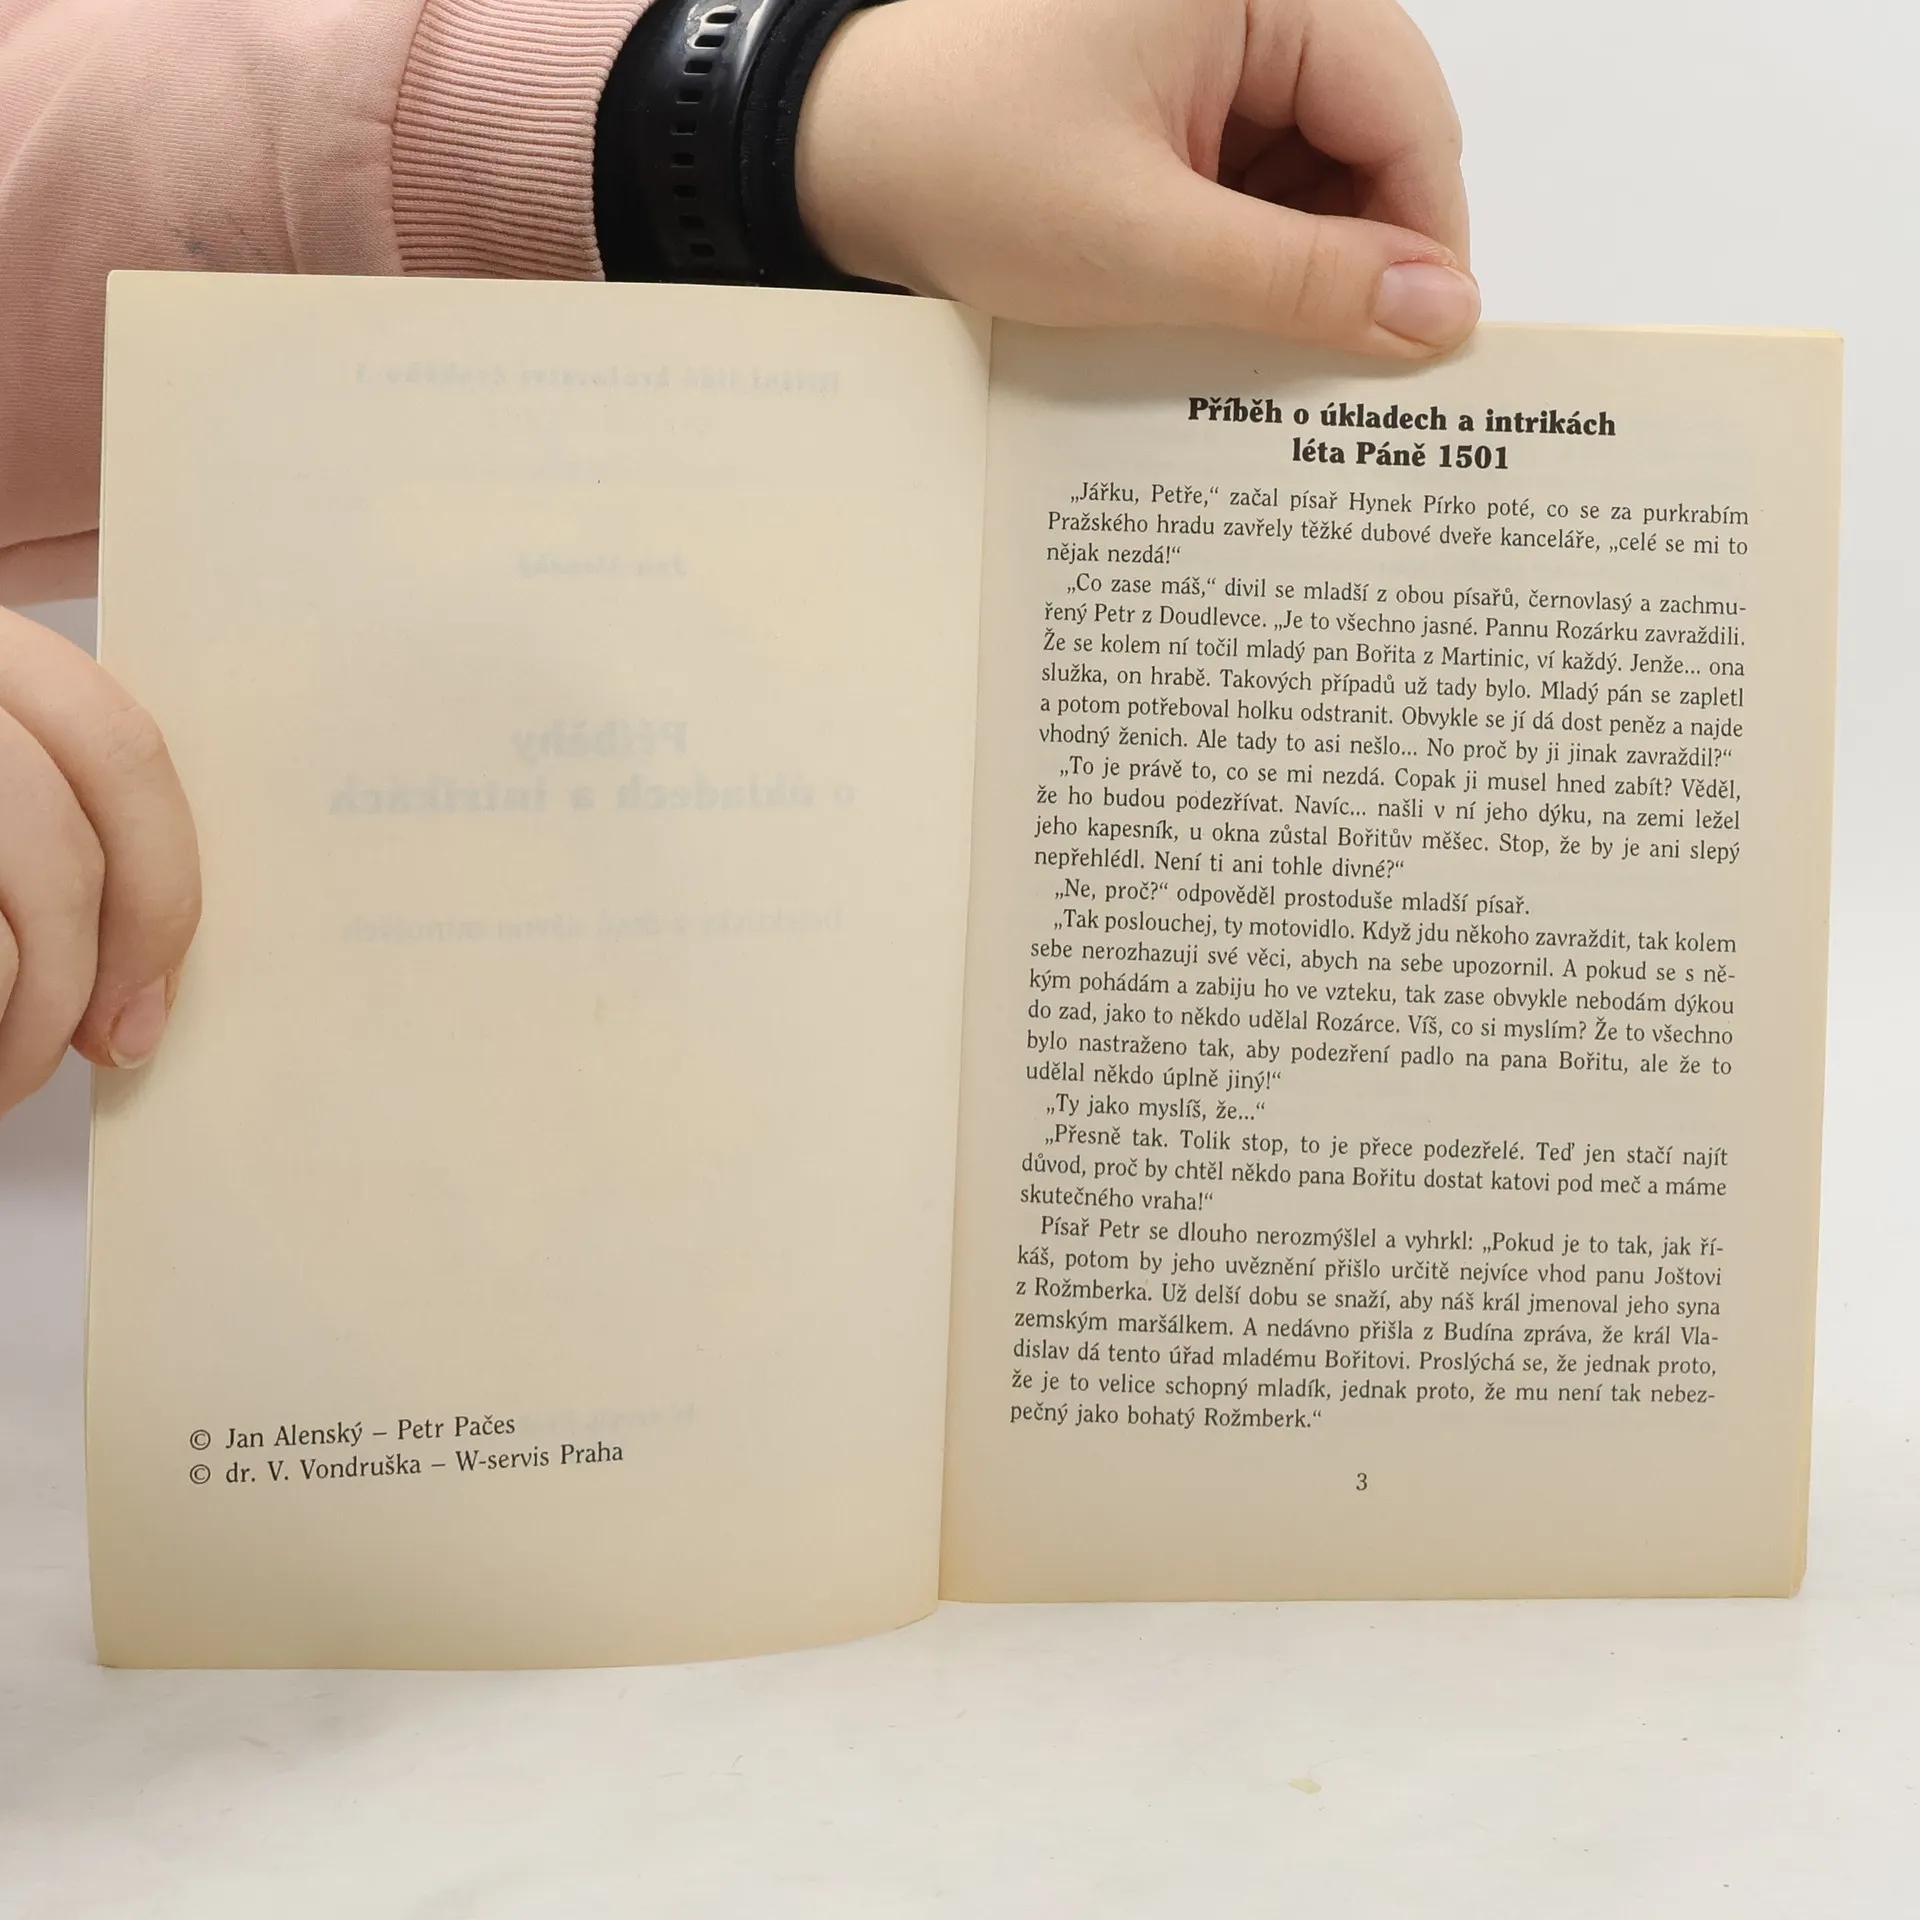 © Jan Alenský – Petr Pačes
© dr. V. Vondruška – W-servis Praha
Příběh o úkladech a intrikách
léta Páně 1501
„Jářku, Petře,“ začal písař Hynek Pírko poté, co se za purkrabím
Pražského hradu zavřely těžké dubové dveře kanceláře, „celé se mi to
nějak nezdá!“
„Co zase máš,“ divil se mladší z obou písařů, černovlasý a zachmu-
řený Petr z Doudlevce. „Je to všechno jasné. Pannu Rozárku zavraždili.
Že se kolem ní točil mladý pan Bořita z Martinic, ví každý. Jenže... ona
služka, on hrabě. Takových případů už tady bylo. Mladý pán se zapletl
a potom potřeboval holku odstranit. Obvykle se jí dá dost peněz a najde
vhodný ženich. Ale tady to asi nešlo... No proč by ji jinak zavraždil?“
„To je právě to, co se mi nezdá. Copak ji musel hned zabít? Věděl,
že ho budou podezřívat. Navíc... našli v ní jeho dýku, na zemi ležel
jeho kapesník, u okna zůstal Bořitův měšec. Stop, že by je ani slepý
nepřehlédl. Není ti ani tohle divné?“
„Ne, proč?“ odpověděl prostoduše mladší písař.
„Tak poslouchej, ty motovidlo. Když jdu někoho zavraždit, tak kolem
sebe nerozhazuji své věci, abych na sebe upozornil. A pokud se s ně-
kým pohádám a zabiju ho ve vzteku, tak zase obvykle nebodám dýkou
do zad, jako to někdo udělal Rozárce. Víš, co si myslím? Že to všechno
bylo nastraženo tak, aby podezření padlo na pana Bořitu, ale že to
udělal někdo úplně jiný!“
„Ty jako myslíš, že...“
„Přesně tak. Tolik stop, to je přece podezřelé. Teď jen stačí najít
důvod, proč by chtěl někdo pana Bořitu dostat katovi pod meč a máme
skutečného vraha!“
Písař Petr se dlouho nerozmýšlel a vyhrkl: „Pokud je to tak, jak ří-
káš, potom by jeho uvěznění přišlo určitě nejvíce vhod panu Joštovi
z Rožmberka. Už delší dobu se snaží, aby náš král jmenoval jeho syna
zemským maršálkem. A nedávno přišla z Budína zpráva, že král Vla-
dislav dá tento úřad mladému Bořitovi. Proslýchá se, že jednak proto,
že je to velice schopný mladík, jednak proto, že mu není tak nebez-
pečný jako bohatý Rožmberk.“
3